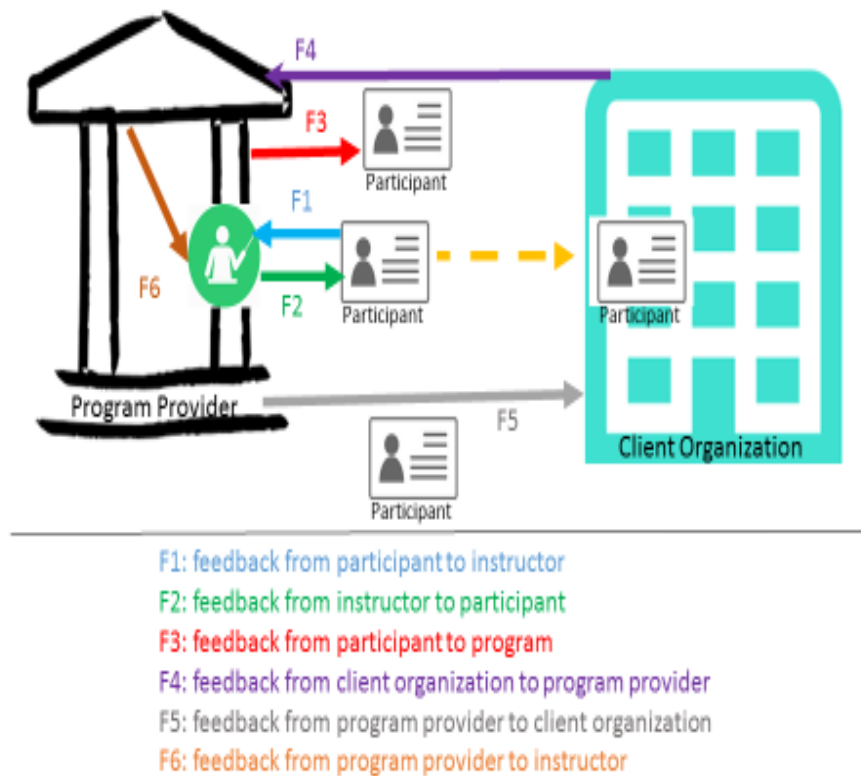 F4
F3
Participant
F1
F6
F2
Participant
Participant
Program Provider
F5
Client Organization
Participant
F1: feedback from participant to instructor
F2: feedback from instructor to participant
F3: feedback from participant to program
F4: feedback from client organization to program provider
F5: feedback from program provider to client organization
F6: feedback from program provider to instructor